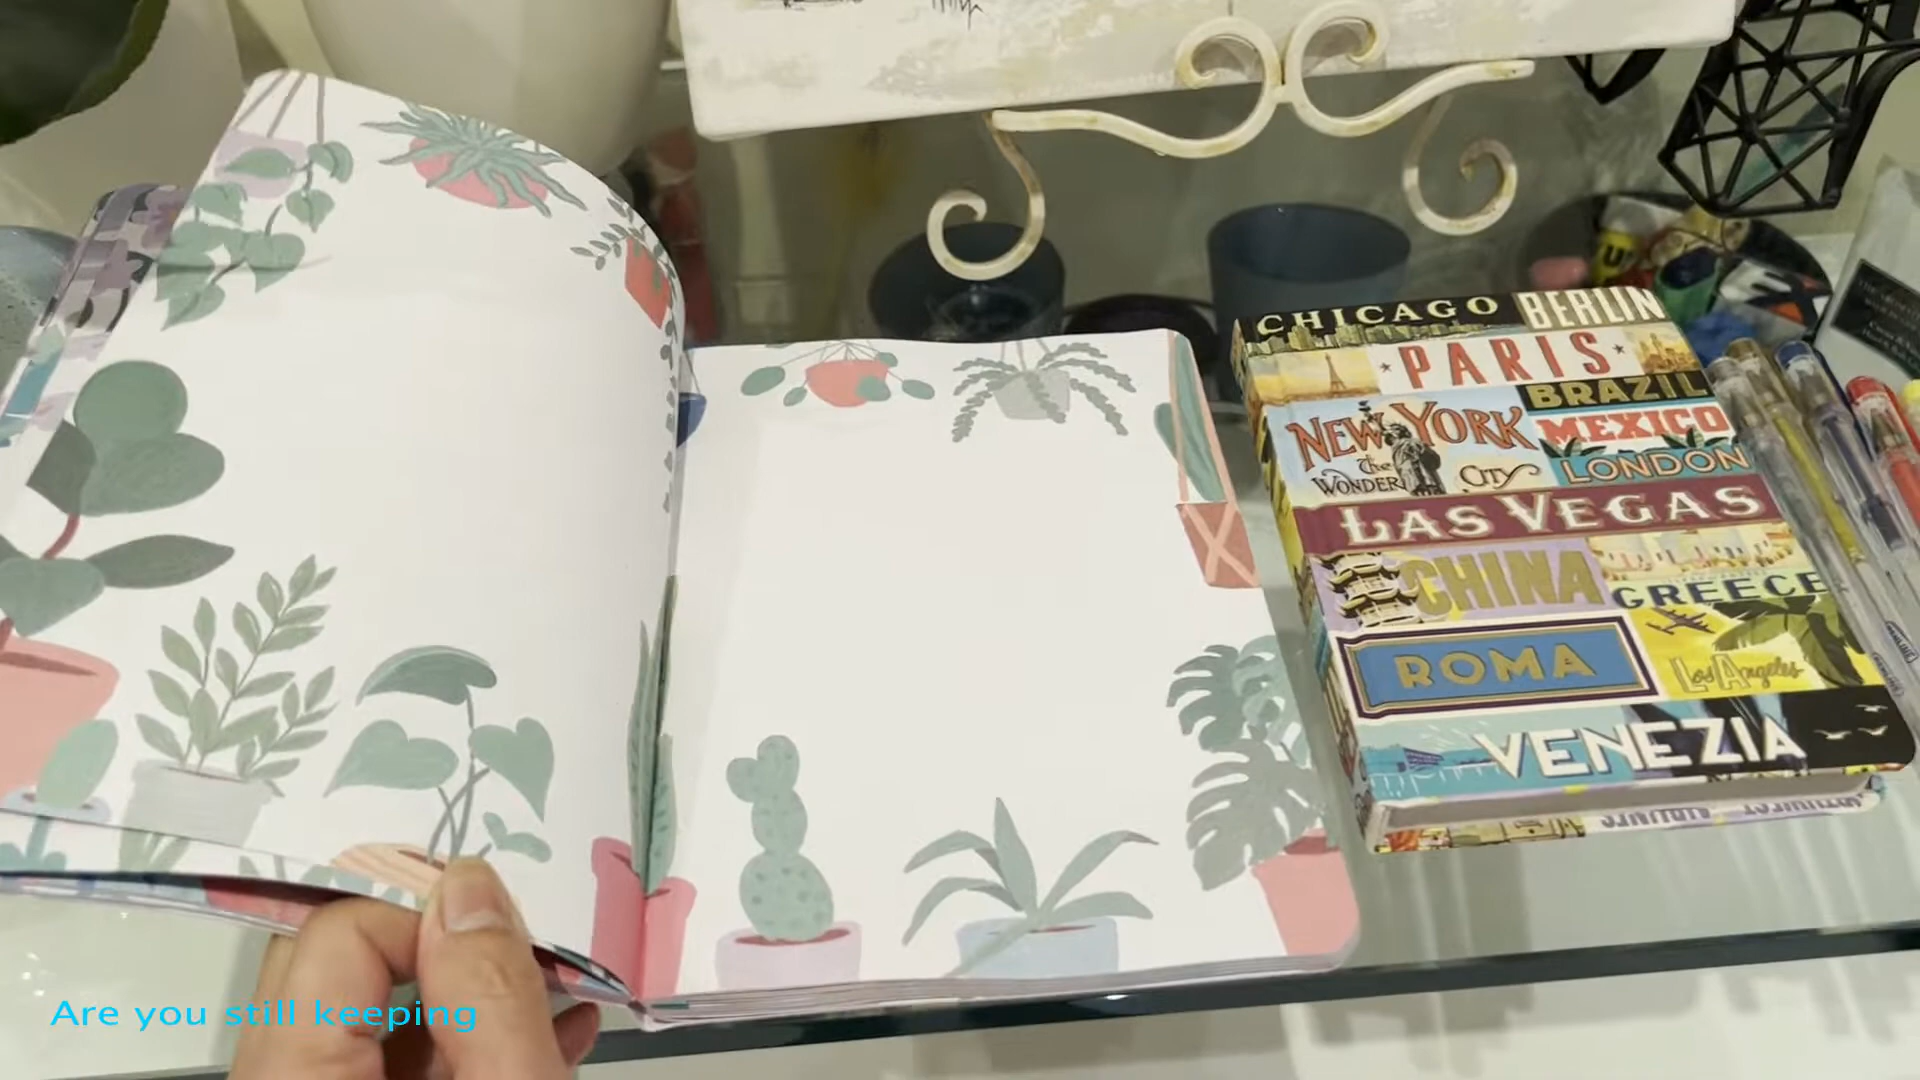 CHICAGO BERLIN
PARIS
BRAZIL
NEW YORK
MEXICO
The
WONDER CITY
LONDON
LAS VEGAS
CHINA
GREECE
ROMA
Los Angeles
VENEZIA
Are you still keeping